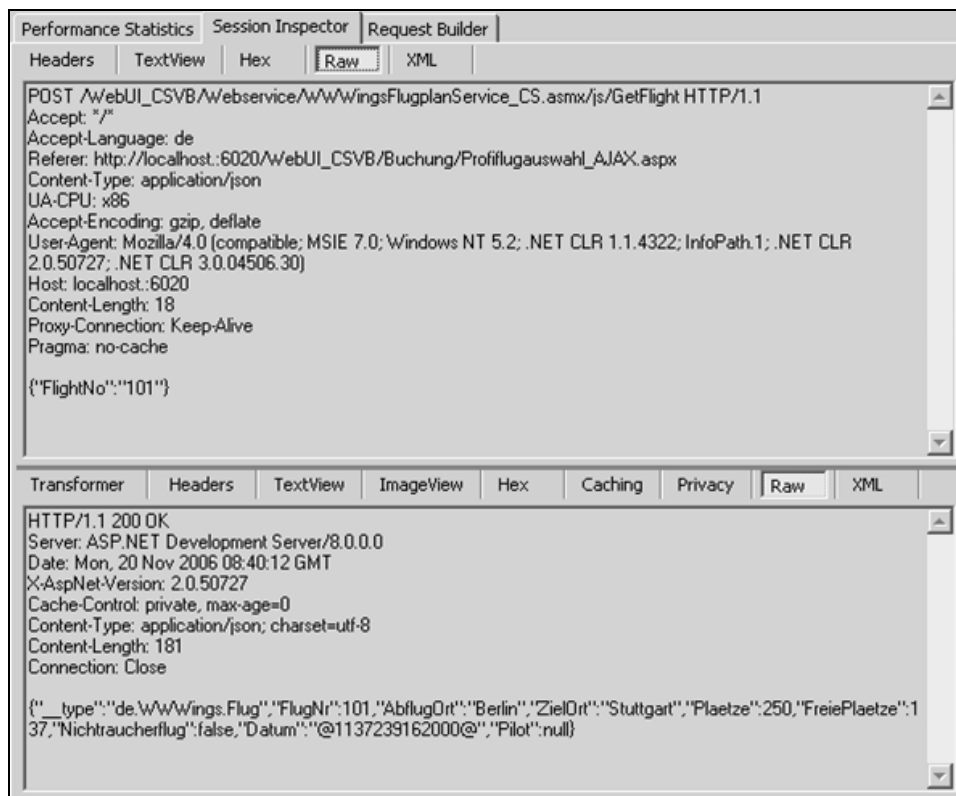 Performance Statistics Session Inspector Request Builder
Headers TextView Hex Raw XML
POST /WebUI_CSVB/Webservice/WWWingsFlugplanService_CS.asmx/js/GetFlight HTTP/1.1
Accept: */*
Accept-Language: de
Referer: http://localhost.:6020/WebUI_CSVB/Buchung/Profiflugauswahl_AJAX.aspx
Content-Type: application/json
UA-CPU: x86
Accept-Encoding: gzip, deflate
User-Agent: Mozilla/4.0 (compatible; MSIE 7.0; Windows NT 5.2; .NET CLR 1.1.4322; InfoPath.1; .NET CLR
2.0.50727; .NET CLR 3.0.04506.30)
Host: localhost.:6020
Content-Length: 18
Proxy-Connection: Keep-Alive
Pragma: no-cache
{"FlightNo":"101"}
Transformer Headers TextView ImageView Hex Caching Privacy Raw XML
HTTP/1.1 200 OK
Server: ASP.NET Development Server/8.0.0.0
Date: Mon, 20 Nov 2006 08:40:12 GMT
X-AspNet-Version: 2.0.50727
Cache-Control: private, max-age=0
Content-Type: application/json; charset=utf-8
Content-Length: 181
Connection: Close
{"__type":"de.WWWings.Flug","FlugNr":101,"AbflugOrt":"Berlin","ZielOrt":"Stuttgart","Plaetze":250,"FreiePlaetze":1
37,"Nichtraucherflug":false,"Datum":"@1137239162000@","Pilot":null}